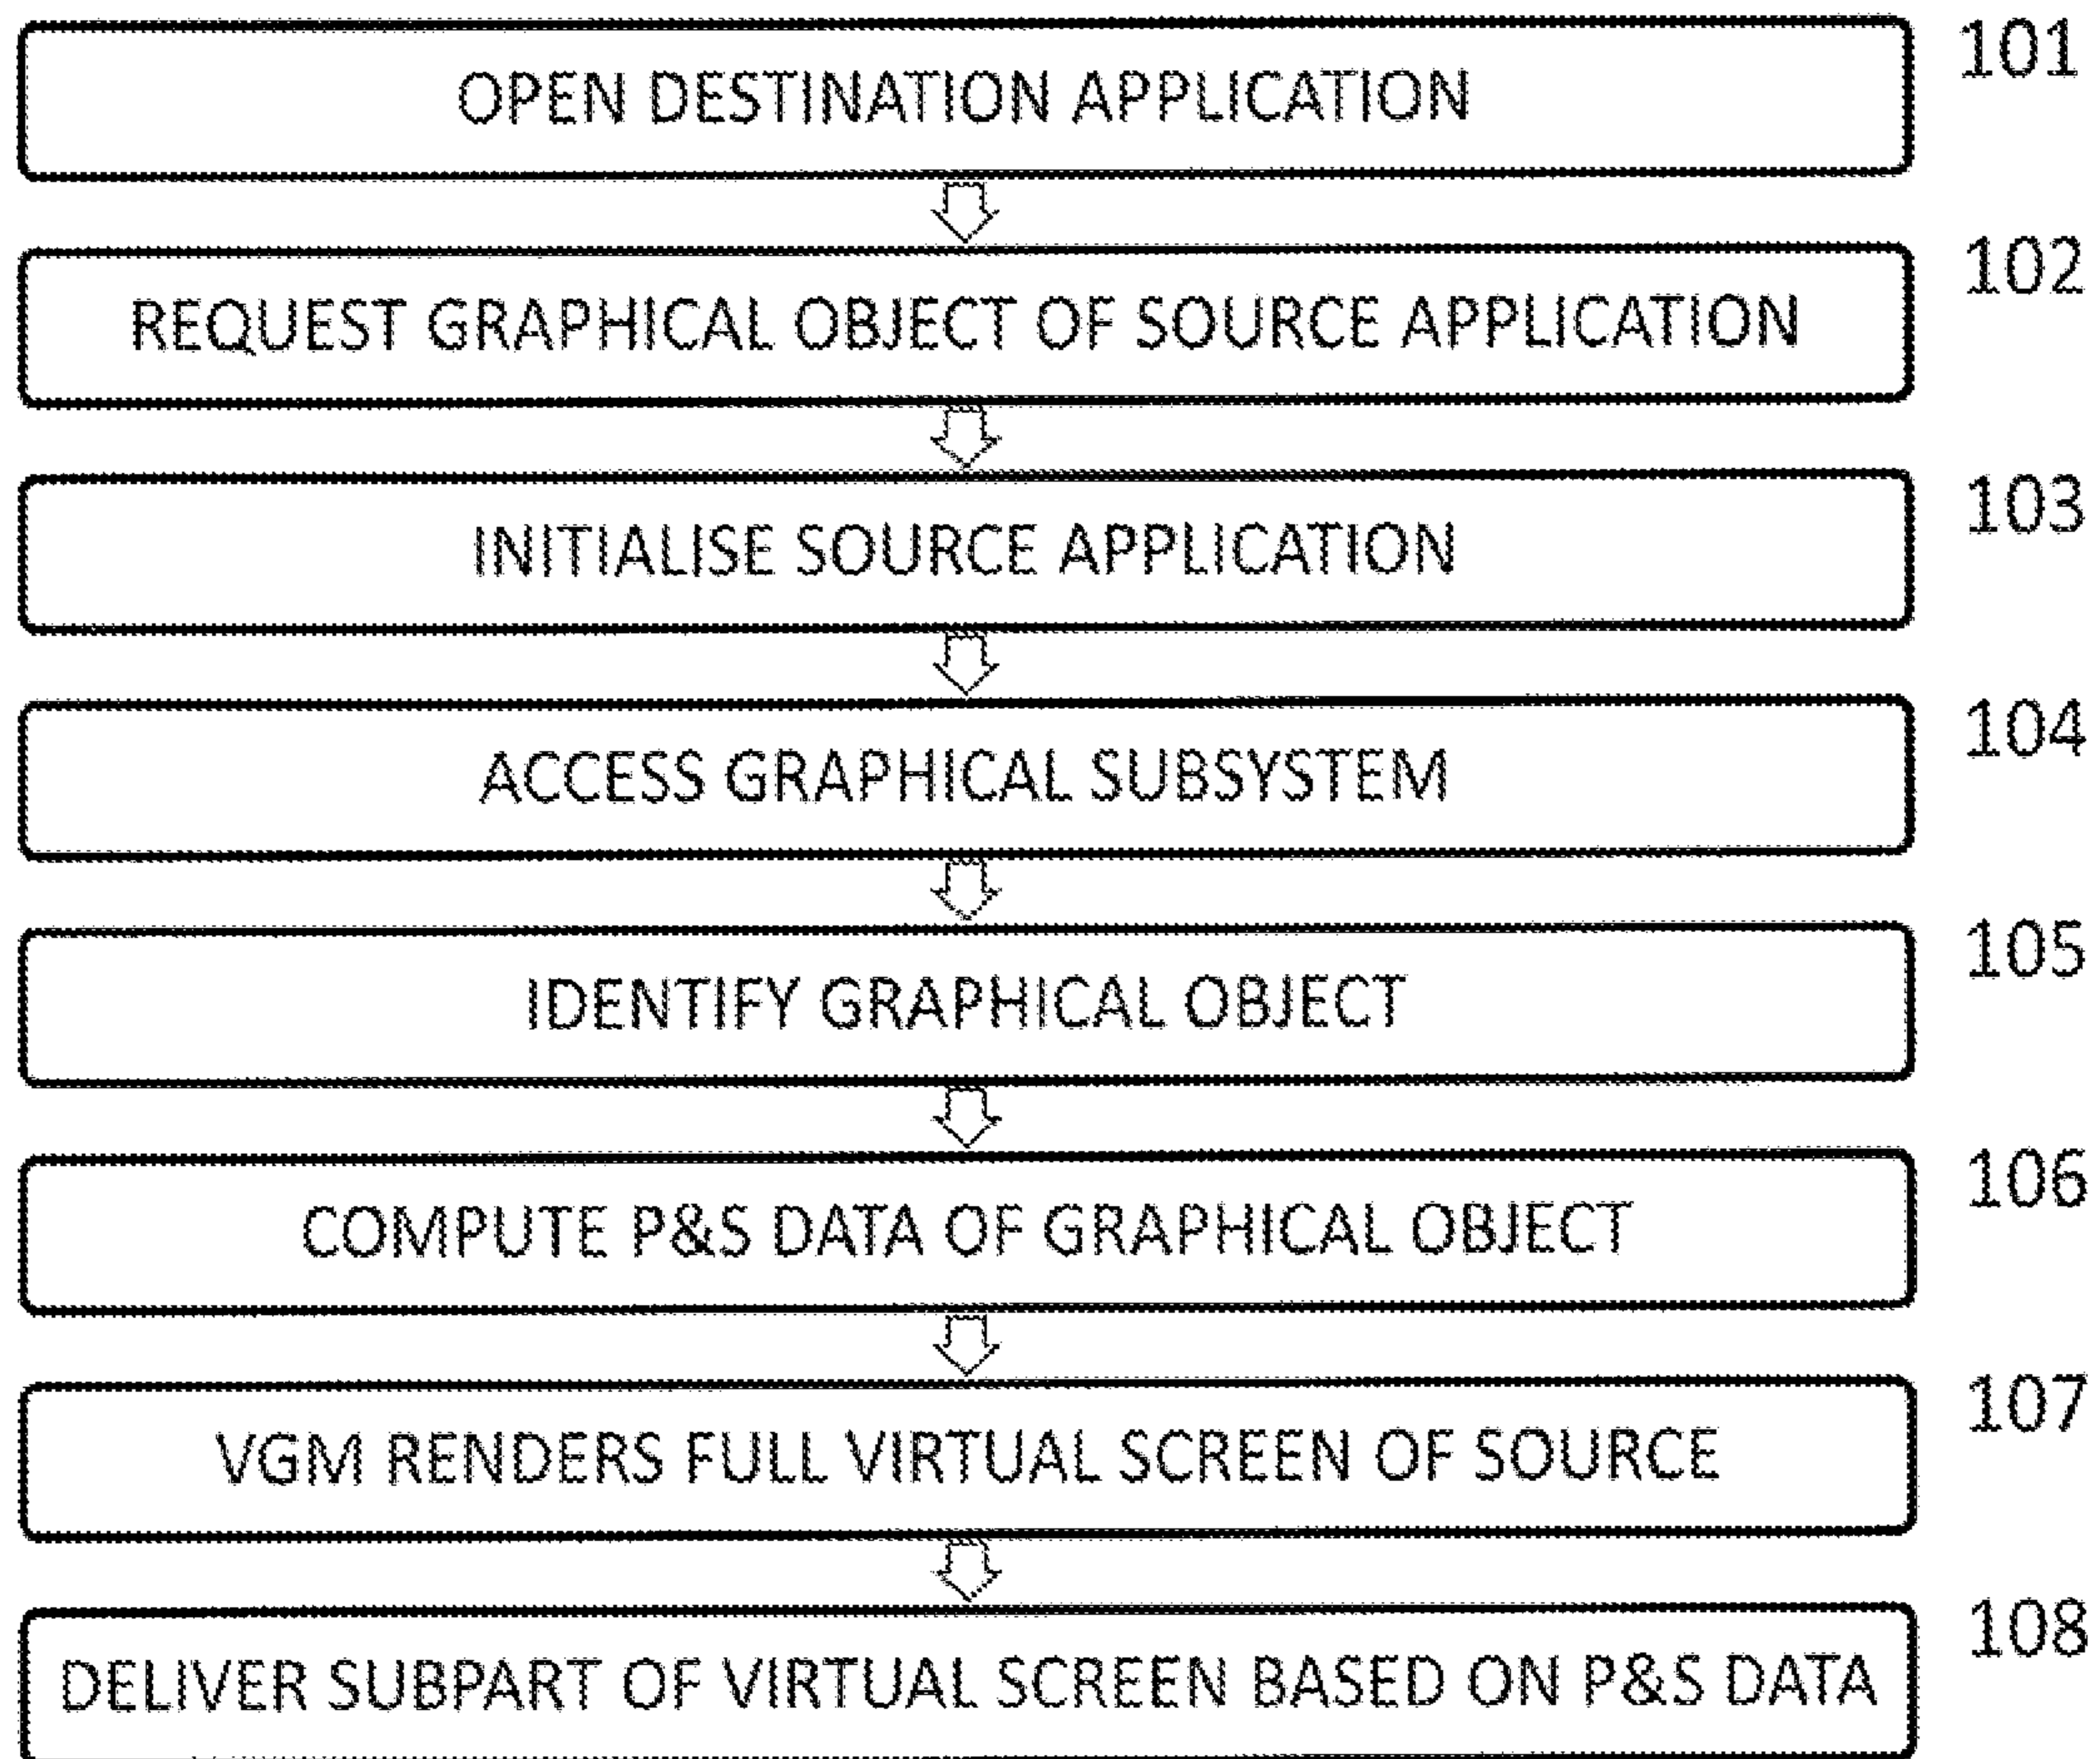 OPEN DESTINATION APPLICATION 101
REQUEST GRAPHICAL OBJECT OF SOURCE APPLICATION 102
INITIALISE SOURCE APPLICATION 103
ACCESS GRAPHICAL SUBSYSTEM 104
IDENTIFY GRAPHICAL OBJECT 105
COMPUTE P&S DATA OF GRAPHICAL OBJECT 106
VGM RENDERS FULL VIRTUAL SCREEN OF SOURCE 107
DELIVER SUBPART OF VIRTUAL SCREEN BASED ON P&S DATA 108